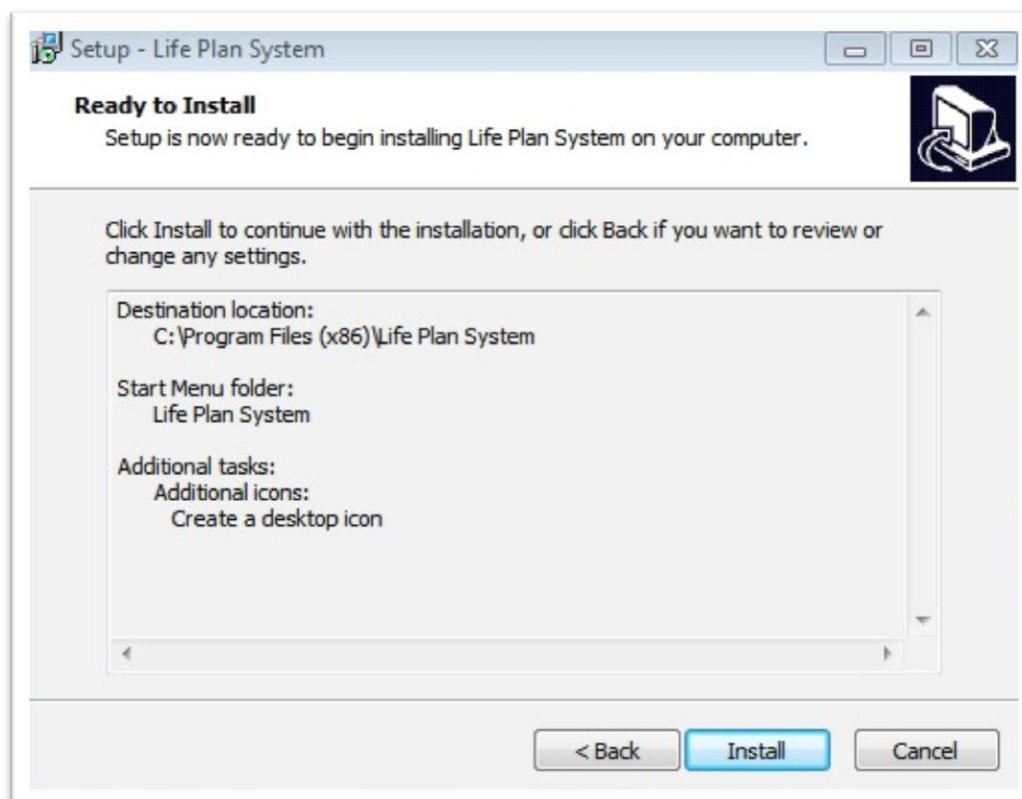 Setup - Life Plan System
Ready to Install
Setup is now ready to begin installing Life Plan System on your computer.
Click Install to continue with the installation, or click Back if you want to review or
change any settings.
Destination location:
C:\Program Files (x86)\Life Plan System
Start Menu folder:
Life Plan System
Additional tasks:
Additional icons:
Create a desktop icon
< Back
Install
Cancel